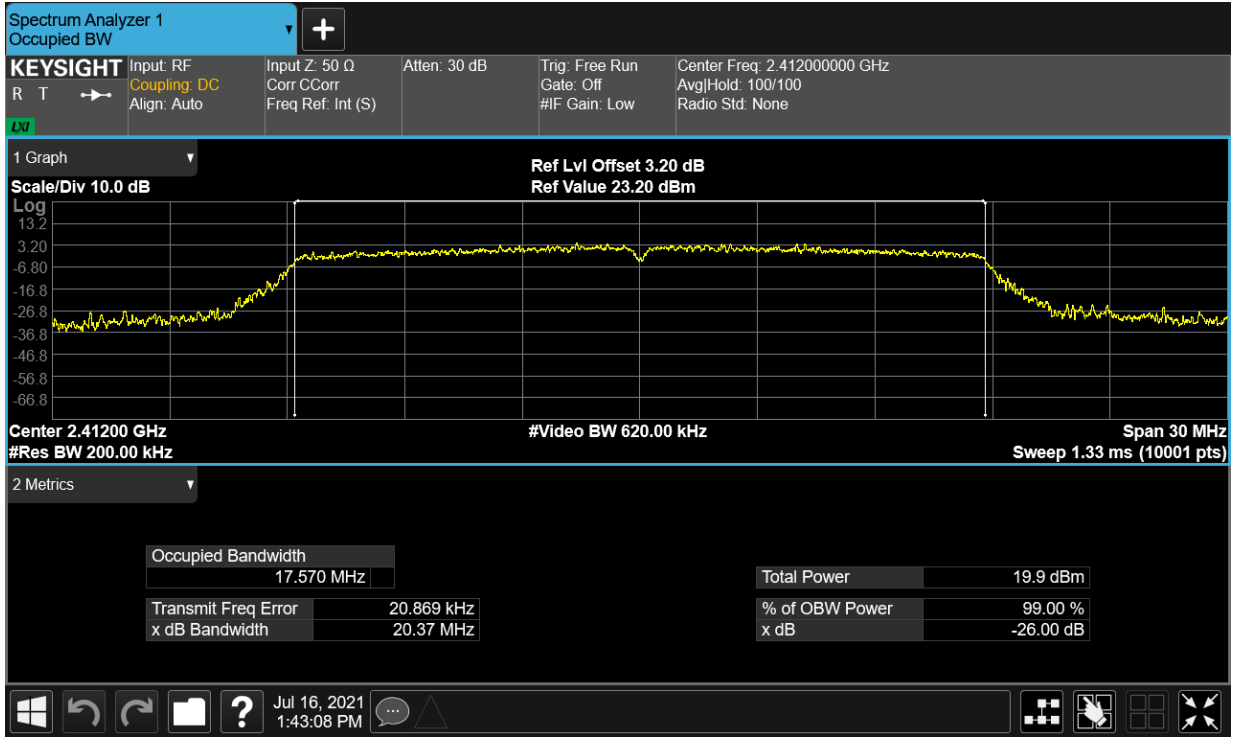 Spectrum Analyzer 1
Occupied BW
KEYSIGHT
R T
LXI
Input: RF
Coupling: DC
Align: Auto
Input Z: 50 Ω
Corr CCorr
Freq Ref: Int (S)
Atten: 30 dB
Trig: Free Run
Gate: Off
#IF Gain: Low
Center Freq: 2.412000000 GHz
Avg|Hold: 100/100
Radio Std: None
1 Graph
Scale/Div 10.0 dB
Ref Lvl Offset 3.20 dB
Ref Value 23.20 dBm
Log
13.2
3.20
-6.80
-16.8
-26.8
-36.8
-46.8
-56.8
-66.8
Center 2.41200 GHz
#Res BW 200.00 kHz
#Video BW 620.00 kHz
Span 30 MHz
Sweep 1.33 ms (10001 pts)
2 Metrics
Occupied Bandwidth
17.570 MHz
Transmit Freq Error 20.869 kHz
x dB Bandwidth 20.37 MHz
Total Power 19.9 dBm
% of OBW Power 99.00 %
x dB -26.00 dB
?
Jul 16, 2021
1:43:08 PM